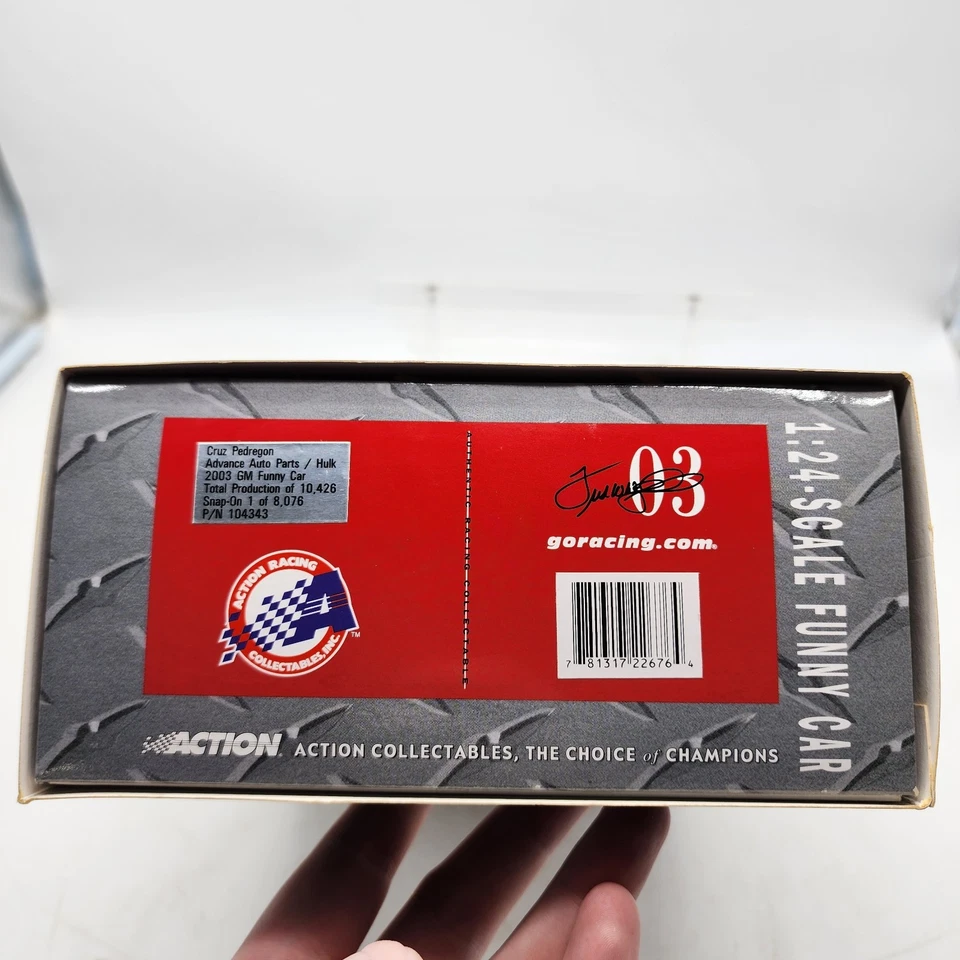 Cruz Pedregon
Advance Auto Parts / Hulk
2003 GM Funny Car
Total Production of 10,426
Snap-On 1 of 8,076
P/N 104343
ACTION RACING
COLLECTABLES, INC.
TM
03
goracing.com®
7 81317 22676 4
1:24-SCALE FUNNY CAR
ACTION® ACTION COLLECTABLES, THE CHOICE of CHAMPIONS